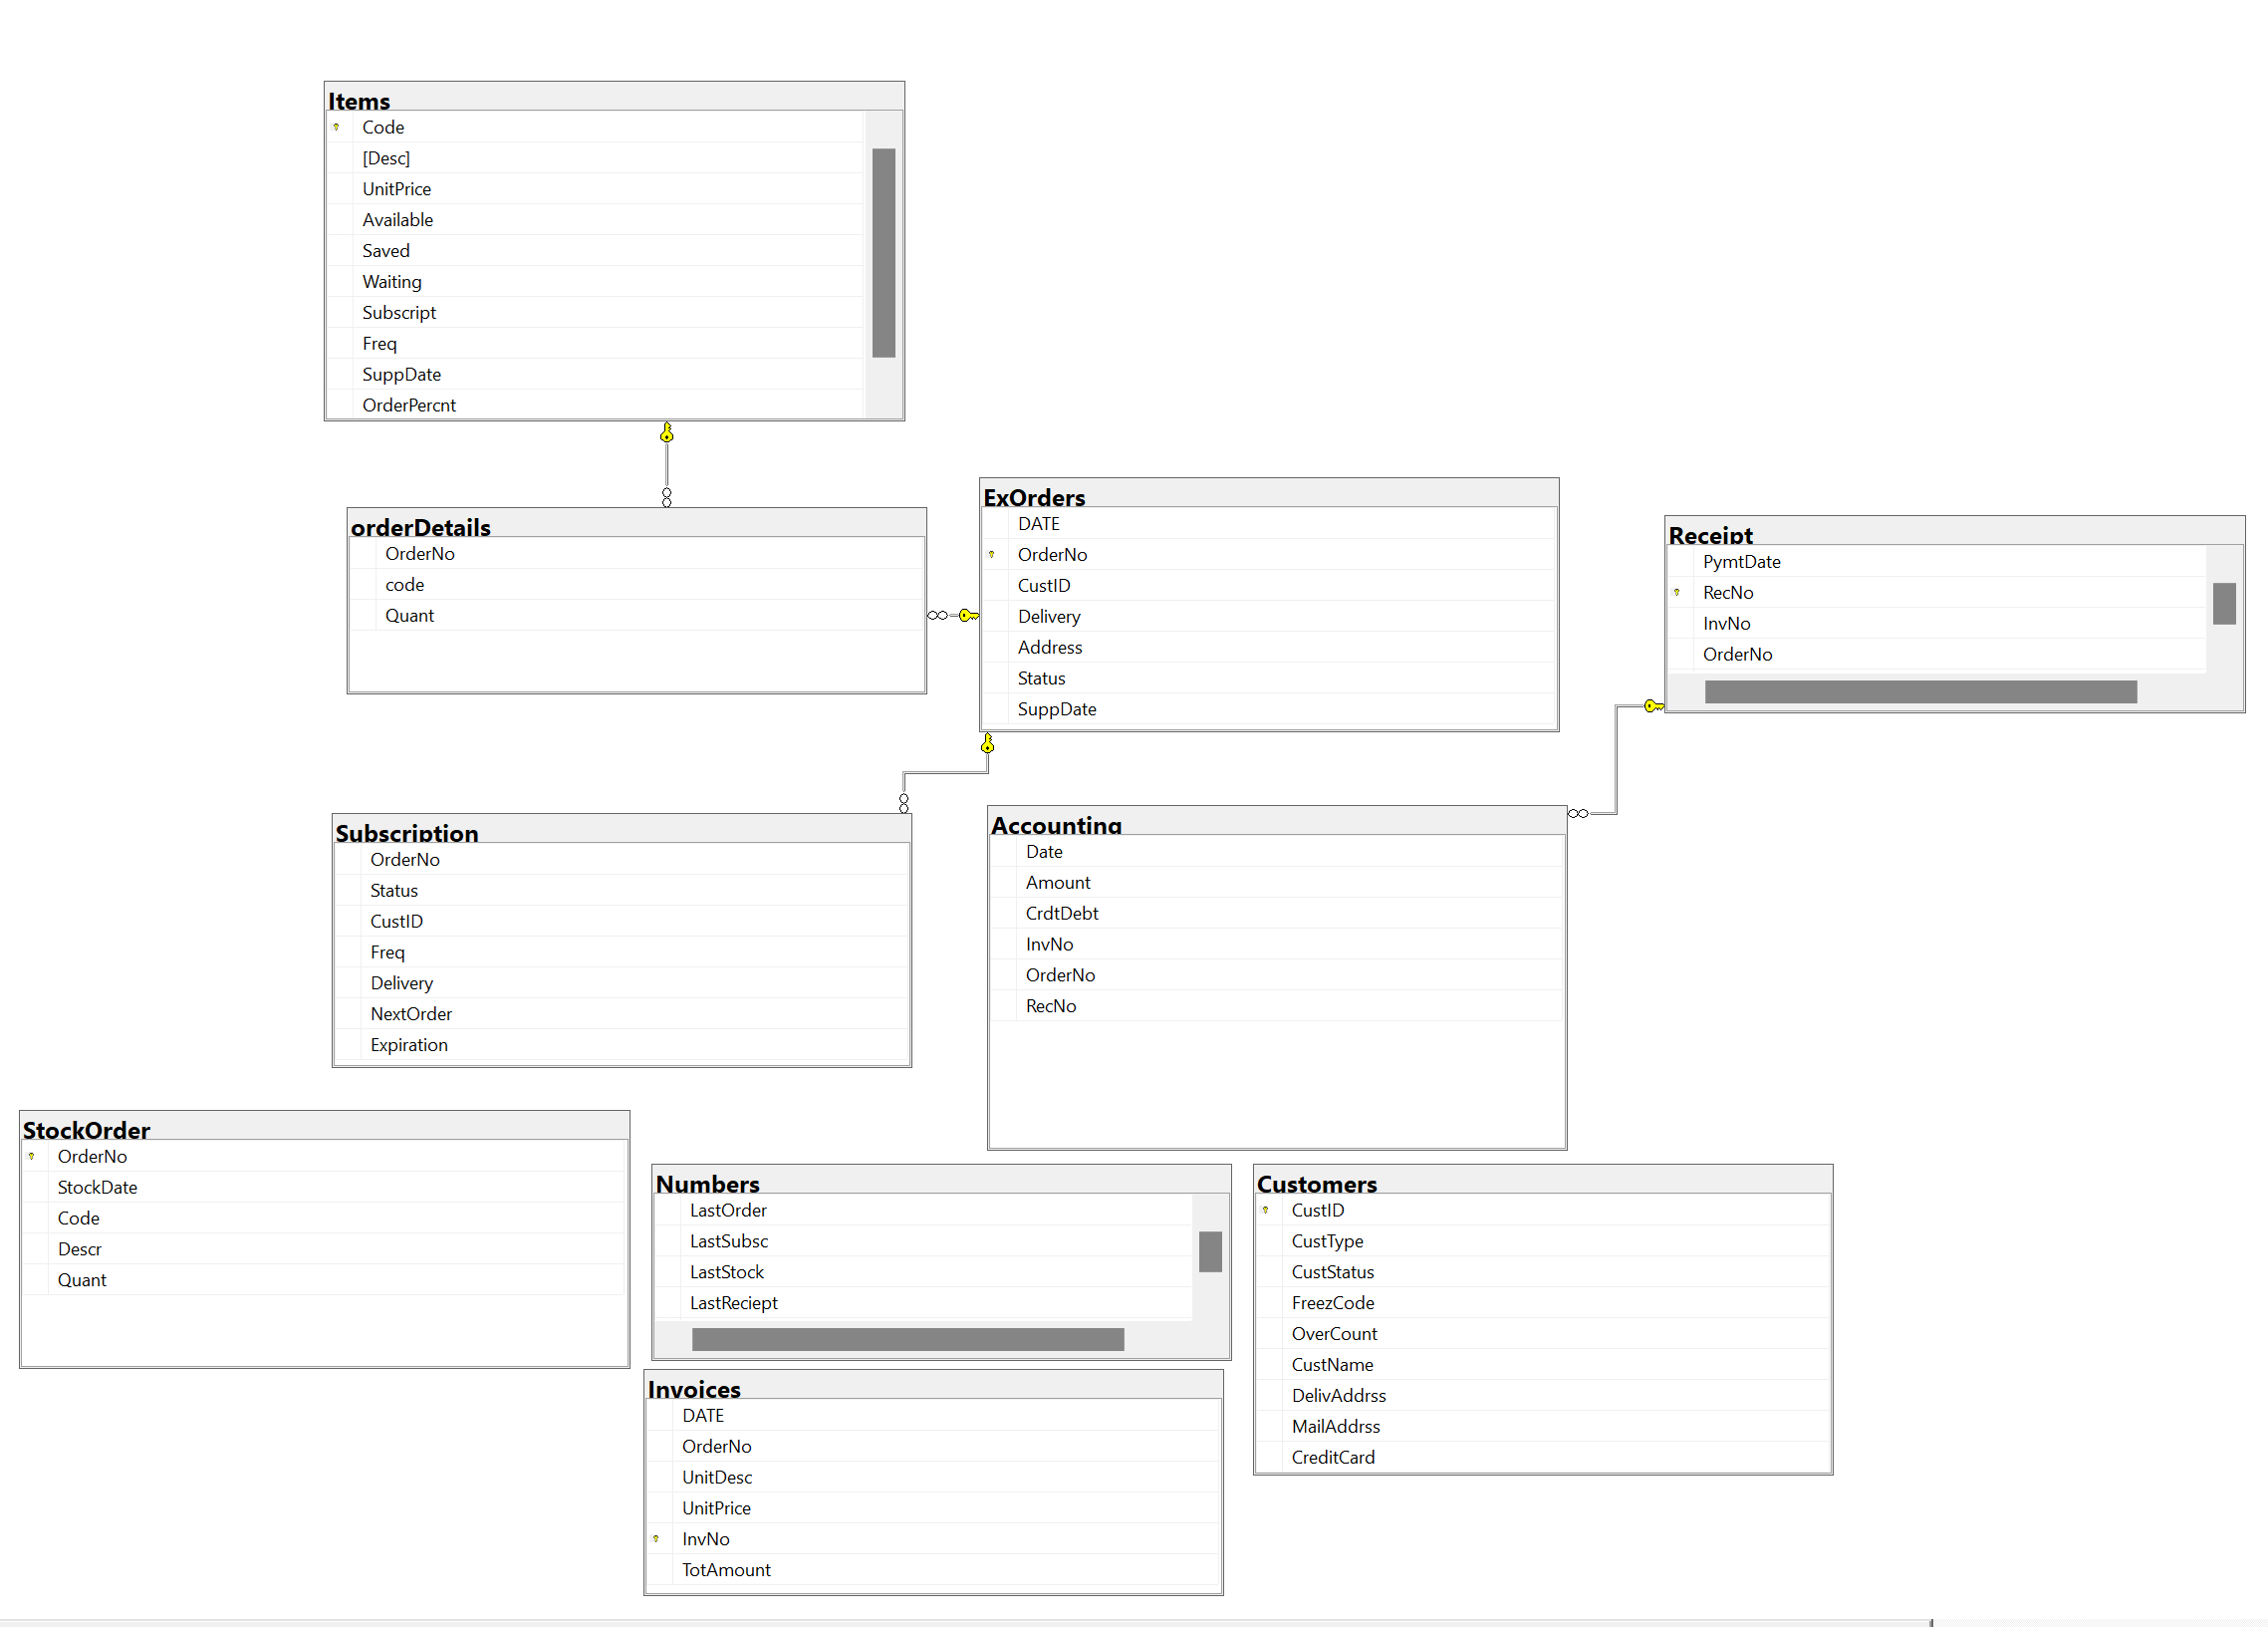 Items
Code
[Desc]
UnitPrice
Available
Saved
Waiting
Subscript
Freq
SuppDate
OrderPercnt
orderDetails
OrderNo
code
Quant
ExOrders
DATE
OrderNo
CustID
Delivery
Address
Status
SuppDate
Receipt
PymtDate
RecNo
InvNo
OrderNo
Subscription
OrderNo
Status
CustID
Freq
Delivery
NextOrder
Expiration
Accounting
Date
Amount
CrdtDebt
InvNo
OrderNo
RecNo
StockOrder
OrderNo
StockDate
Code
Descr
Quant
Numbers
LastOrder
LastSubsc
LastStock
LastReciept
Customers
CustID
CustType
CustStatus
FreezCode
OverCount
CustName
DelivAddrss
MailAddrss
CreditCard
Invoices
DATE
OrderNo
UnitDesc
UnitPrice
InvNo
TotAmount